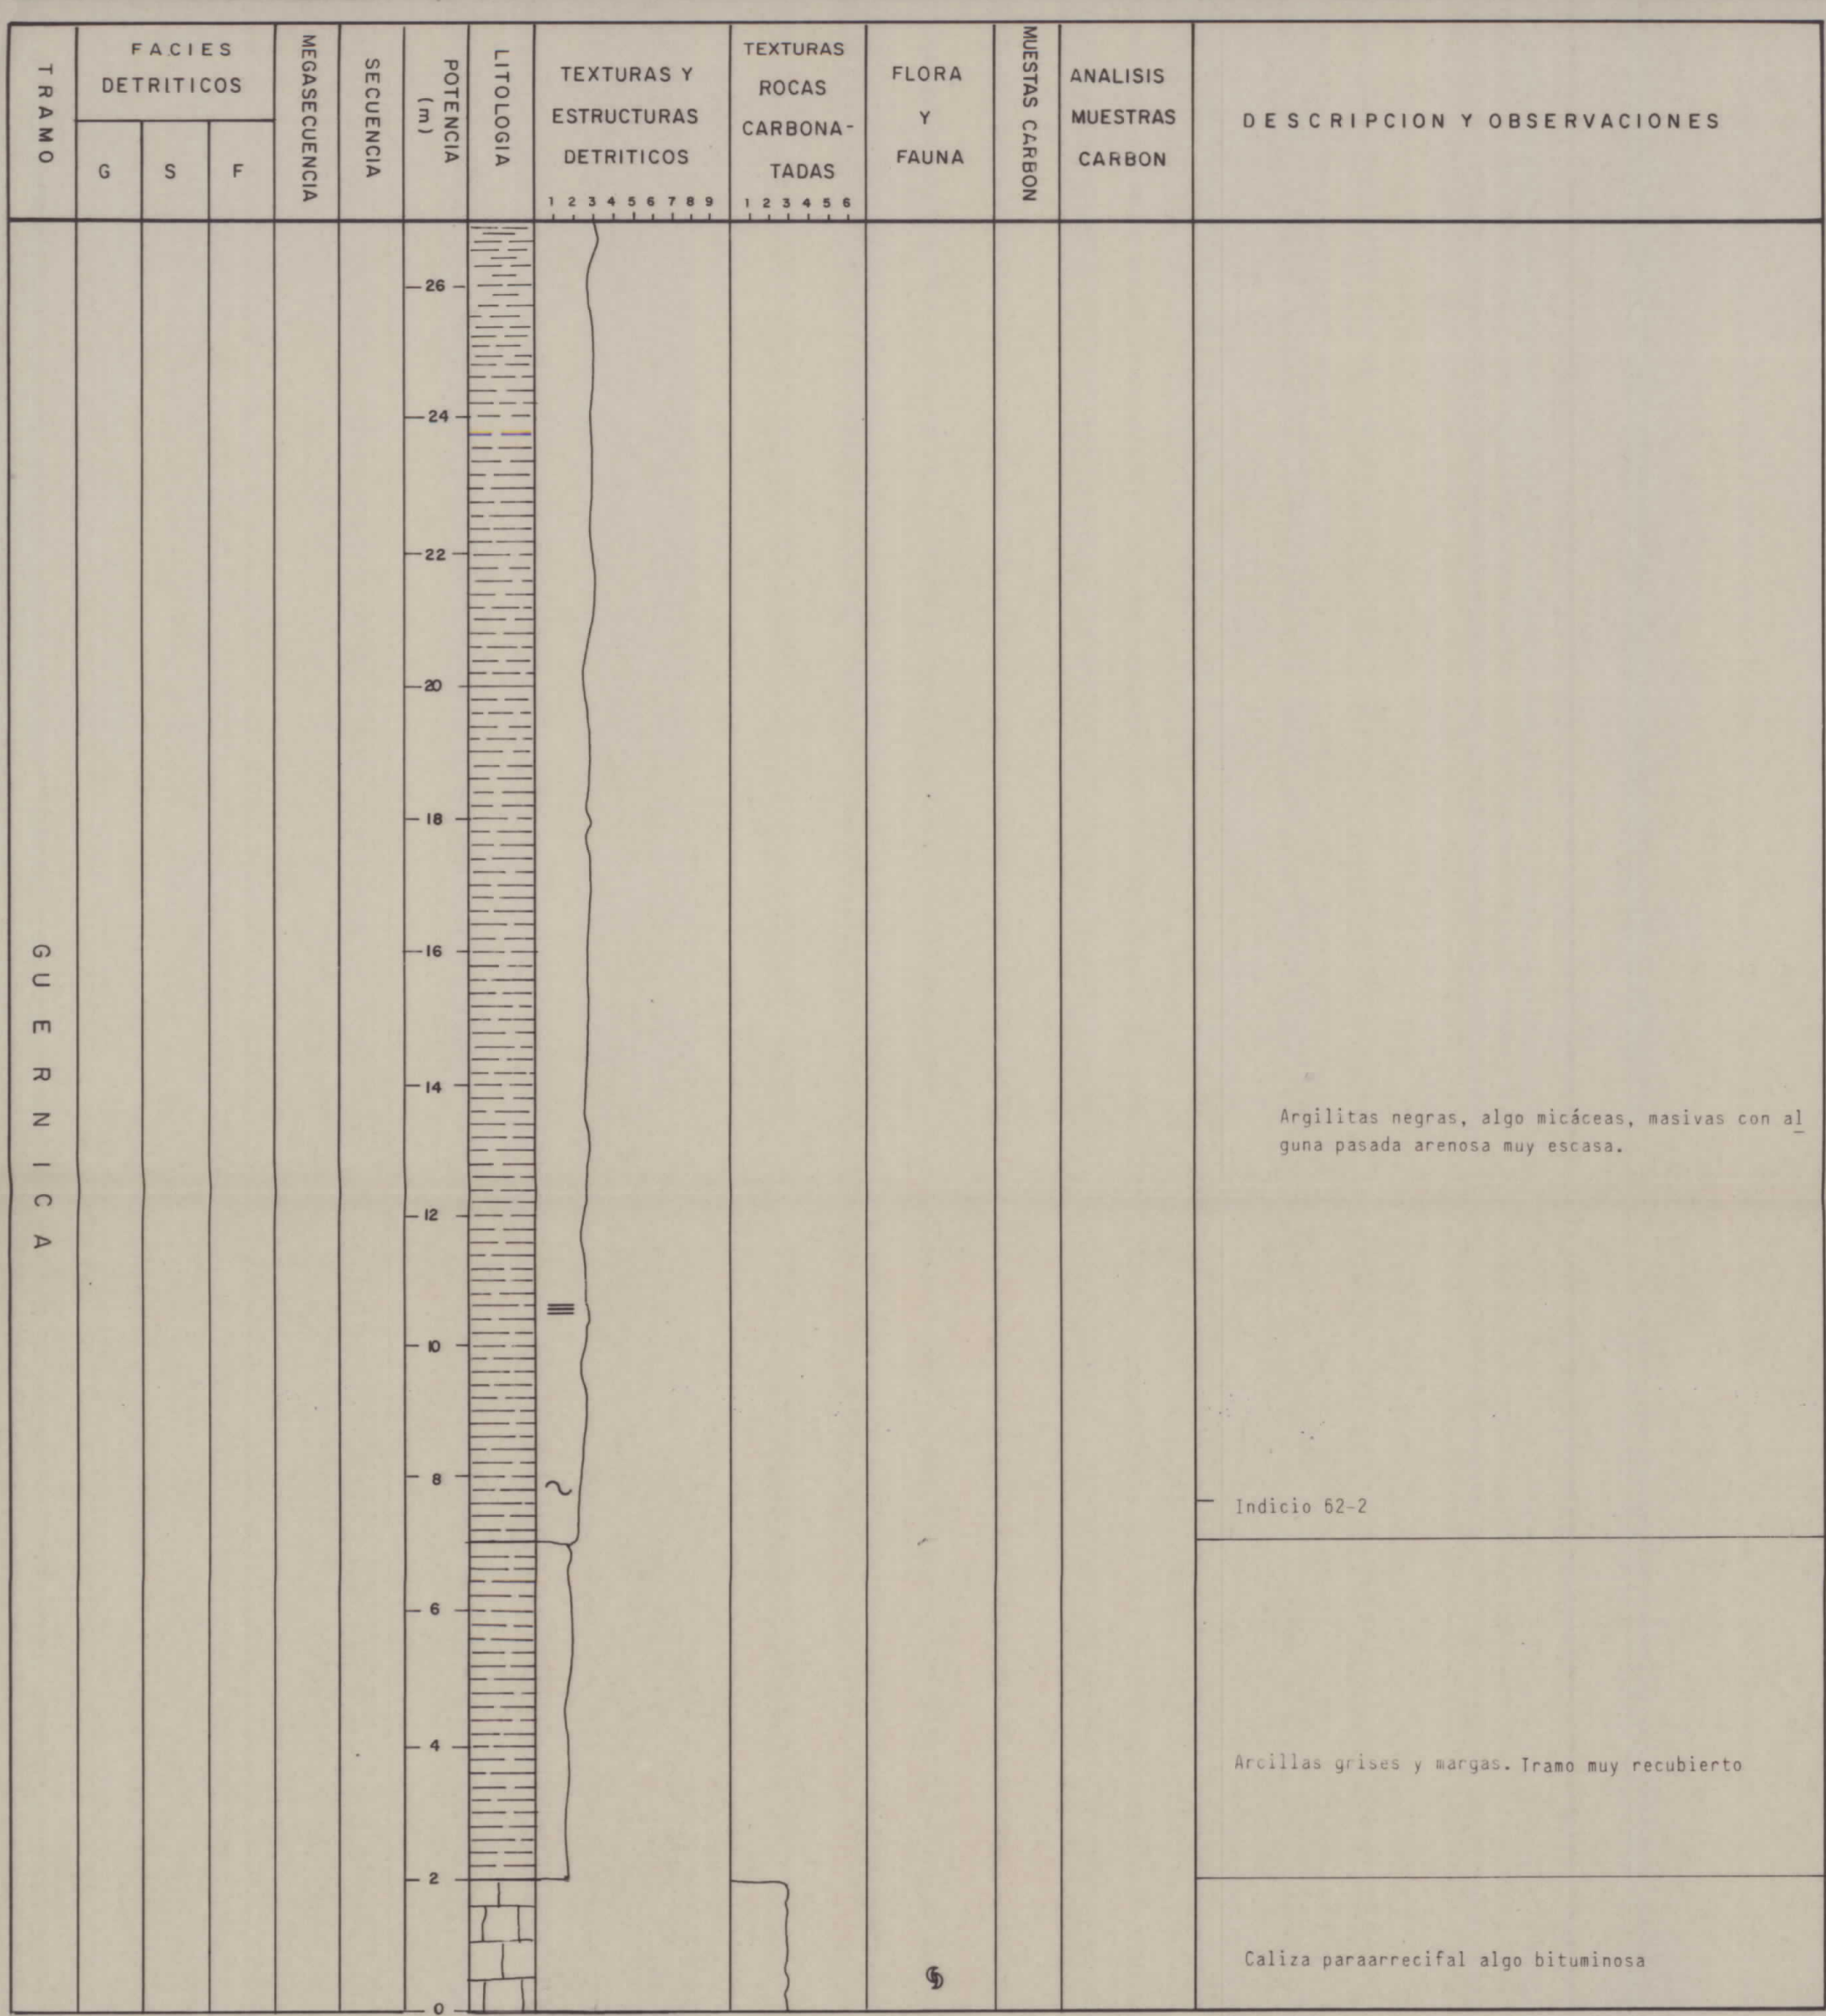 TRAMO
FACIES
DETRITICOS
G S F
MEGASECUENCIA
SECUENCIA
POTENCIA
(m)
LITOLOGIA
TEXTURAS Y
ESTRUCTURAS
DETRITICOS
1 2 3 4 5 6 7 8 9
TEXTURAS
ROCAS
CARBONA-
TADAS
1 2 3 4 5 6
FLORA
Y
FAUNA
MUESTAS CARBON
ANALISIS
MUESTRAS
CARBON
DESCRIPCION Y OBSERVACIONES
GUERNICA
26
24
22
20
18
16
14
12
10
8
6
4
2
0
Argilitas negras, algo micáceas, masivas con al
guna pasada arenosa muy escasa.
Indicio 62-2
Arcillas grises y margas. Tramo muy recubierto
Caliza paraarrecifal algo bituminosa